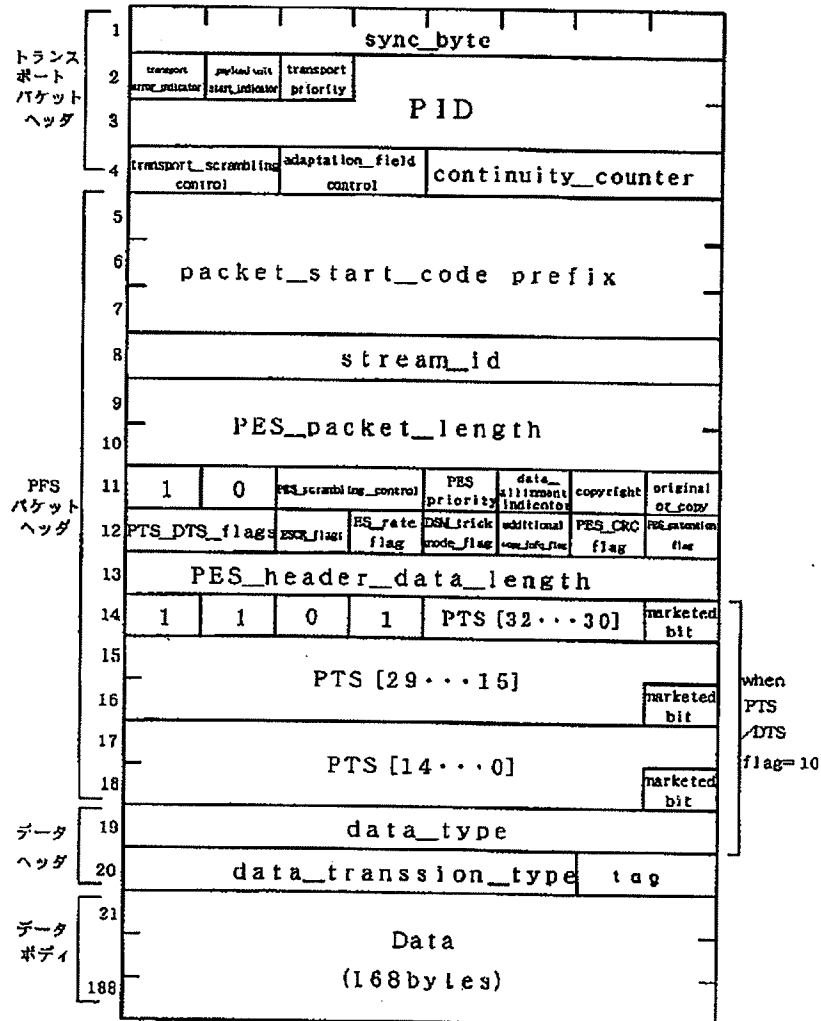 1
sync_byte
トランス
ポート
パケット
ヘッダ
2
transport
error_indicator
payload unit
start_indicator
transport
priority
3
PID
4
transport_scrambling
control
adaptation_field
control
continuity_counter
5
6
7
packet_start_code prefix
8
stream_id
9
10
PES_packet_length
PFS
パケット
ヘッダ
11
1
0
PES_scrambling_control
PES
priority
data_
allinment
indicator
copyright
original
or_copy
12
PTS_DTS_flags
ESCR_flags
ES_rate
flag
DSM_trick
mode_flag
additional
copy_info_flag
PES_CRC
flag
flag
13
PES_header_data_length
14
1
1
0
1
PTS [32・・・30]
marketed
bit
15
16
PTS [29・・・15]
marketed
bit
17
18
PTS [14・・・0]
marketed
bit
when
PTS
/DTS
flag=10
データ
ヘッダ
19
data_type
20
data_transsion_type
tag
データ
ボディ
21
188
Data
(168bytes)